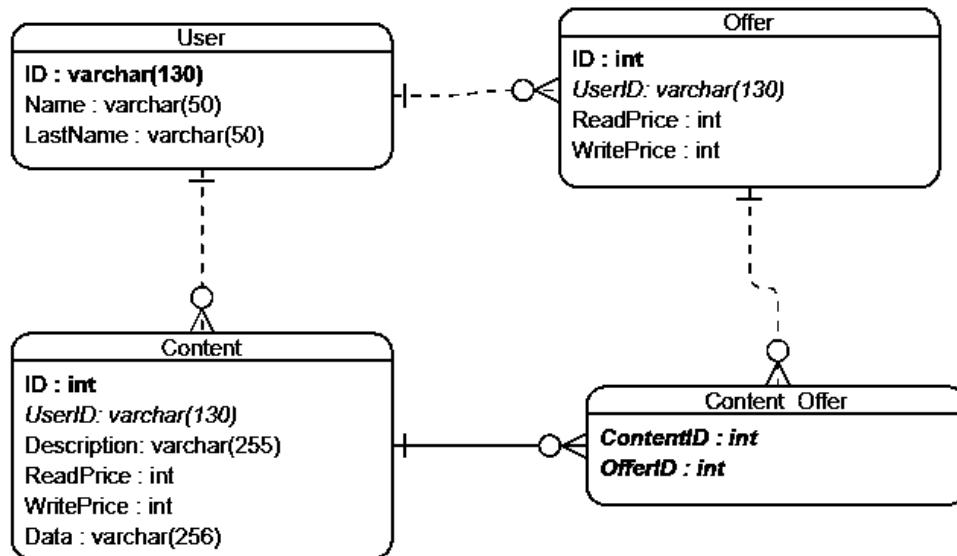 User
ID : varchar(130)
Name : varchar(50)
LastName : varchar(50)
Offer
ID : int
UserID: varchar(130)
ReadPrice : int
WritePrice : int
Content
ID : int
UserID: varchar(130)
Description: varchar(255)
ReadPrice : int
WritePrice : int
Data : varchar(256)
Content Offer
ContentID : int
OfferID : int